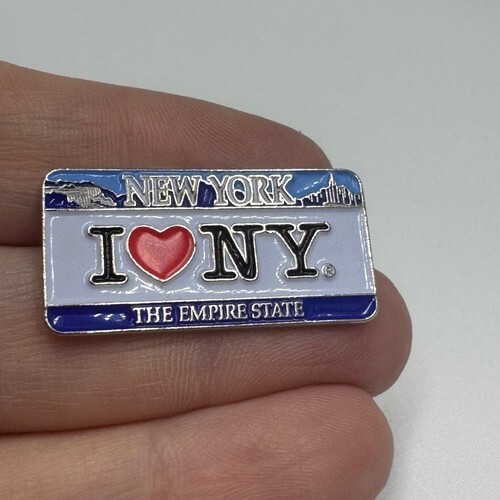 NEW YORK
I ❤ NY®
THE EMPIRE STATE